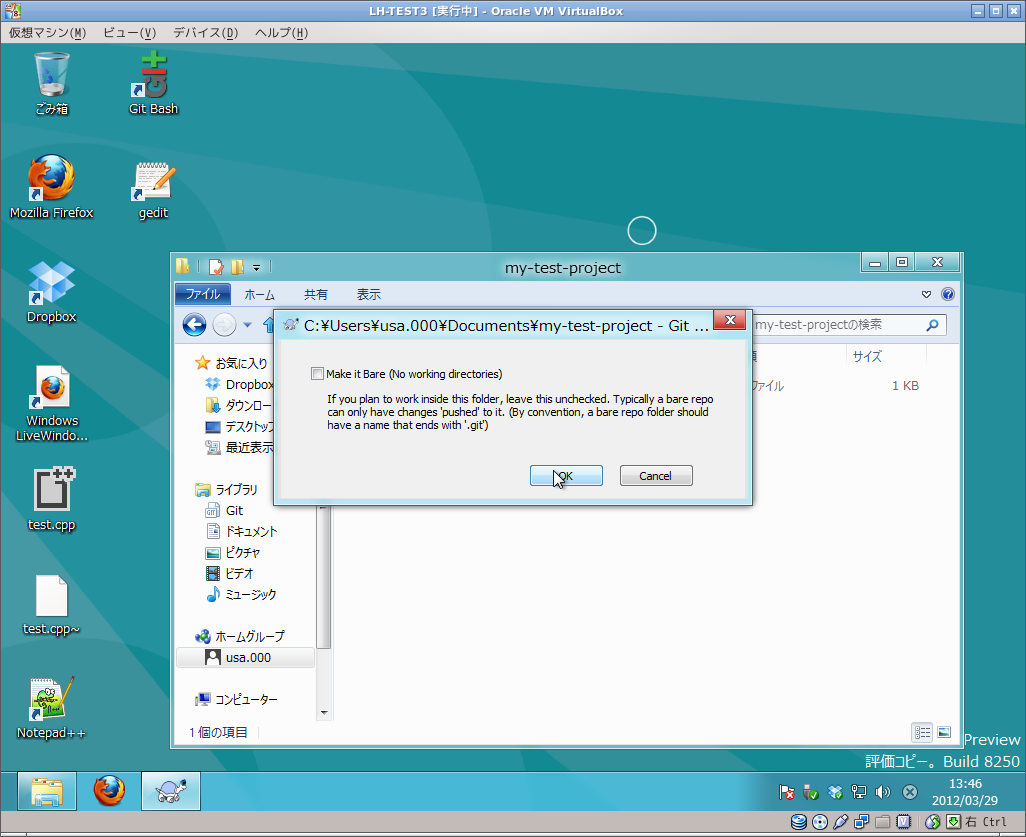 LH-TEST3 [実行中] - Oracle VM VirtualBox
仮想マシン(M) ビュー(V) デバイス(D) ヘルプ(H)
ごみ箱
Git Bash
Mozilla Firefox
gedit
Dropbox
Windows
LiveWindo...
test.cpp
test.cpp~
Notepad++
my-test-project
ファイル ホーム 共有 表示
my-test-projectの検索
サイズ
ファイル 1 KB
お気に入り
Dropbox
ダウンロー
デスクトッ
最近表示
ライブラリ
Git
ドキュメント
ピクチャ
ビデオ
ミュージック
ホームグループ
usa.000
コンピューター
1 個の項目
C:¥Users¥usa.000¥Documents¥my-test-project - Git ...
Make it Bare (No working directories)
If you plan to work inside this folder, leave this unchecked. Typically a bare repo
can only have changes 'pushed' to it. (By convention, a bare repo folder should
have a name that ends with '.git')
OK Cancel
Preview
評価コピー。Build 8250
13:46
2012/03/29
右 Ctrl